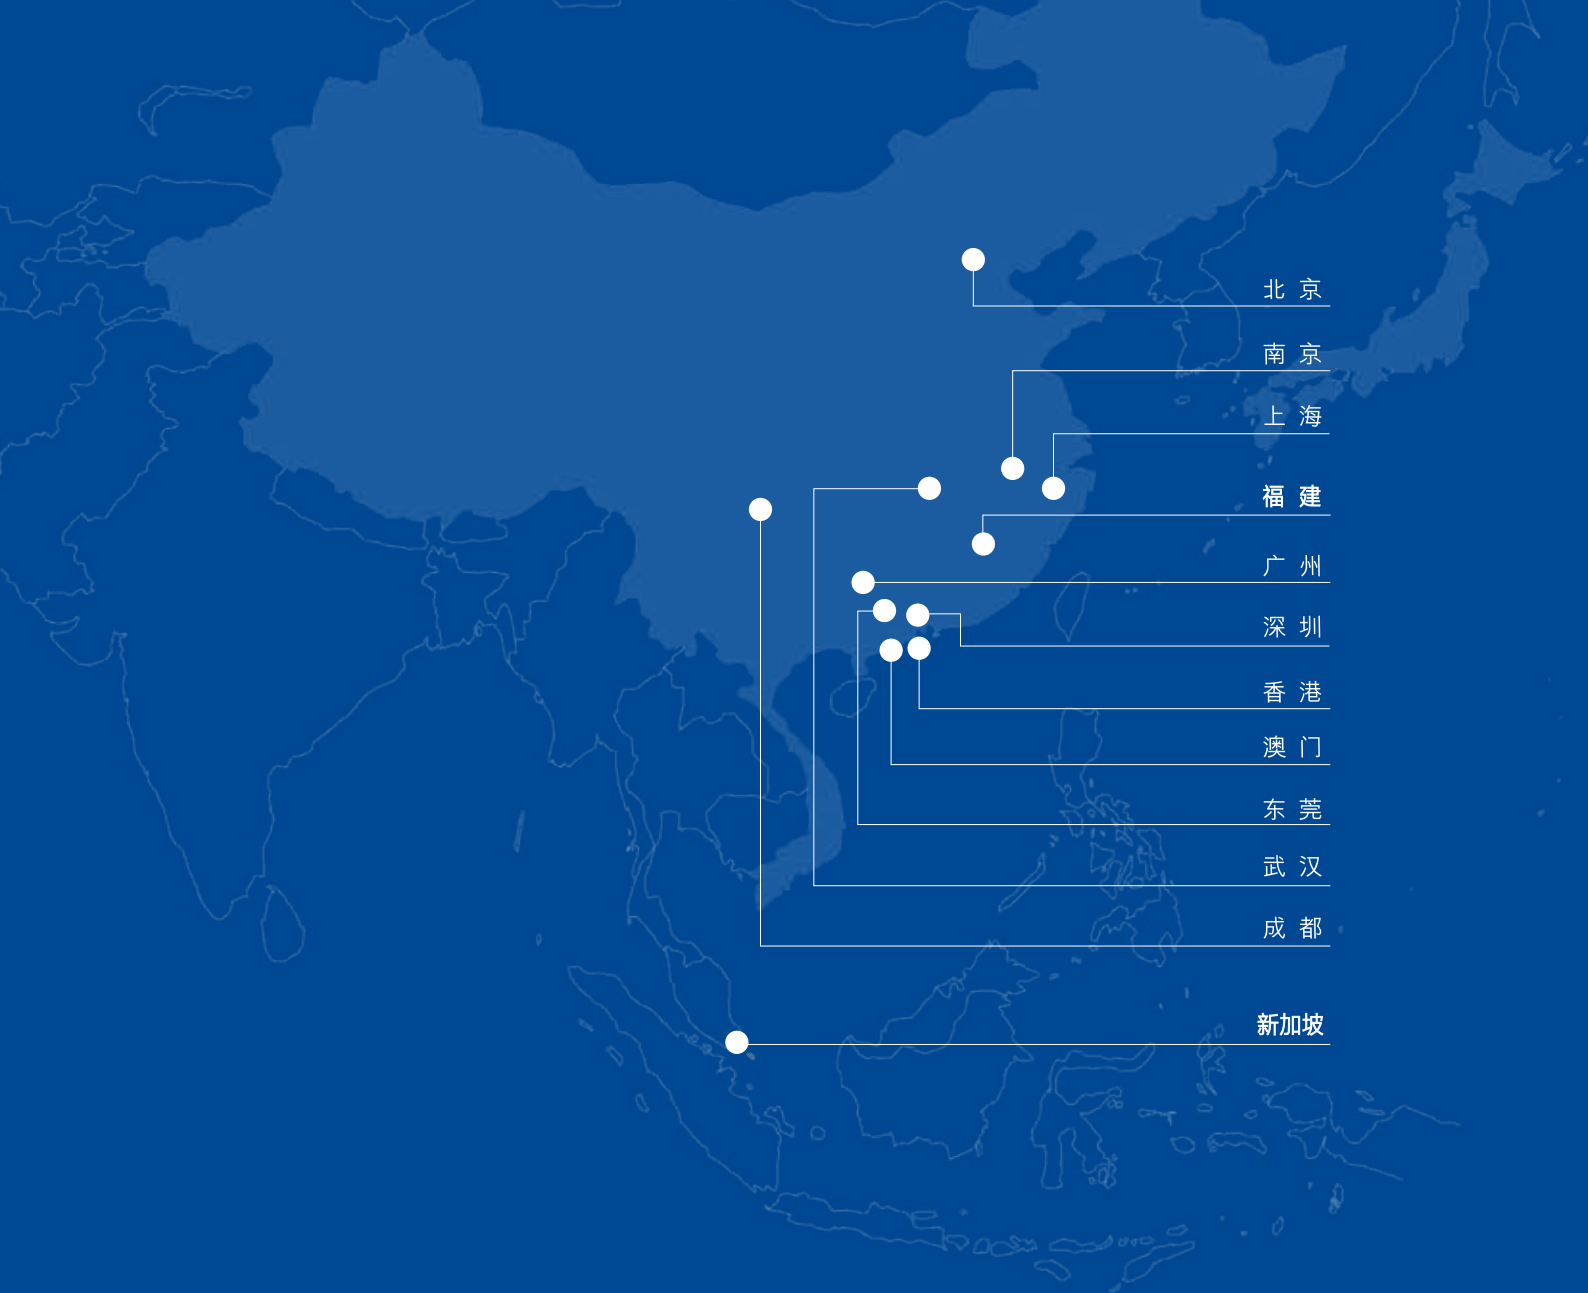 北 京
南 京
上 海
福 建
广 州
深 圳
香 港
澳 门
东 莞
武 汉
成 都
新加坡